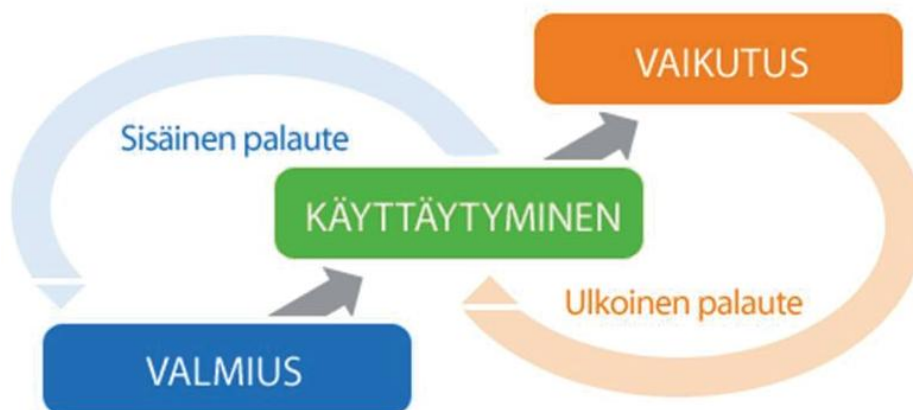 VAIKUTUS
Sisäinen palaute
KÄYTTÄYTYMINEN
Ulkoinen palaute
VALMIUS